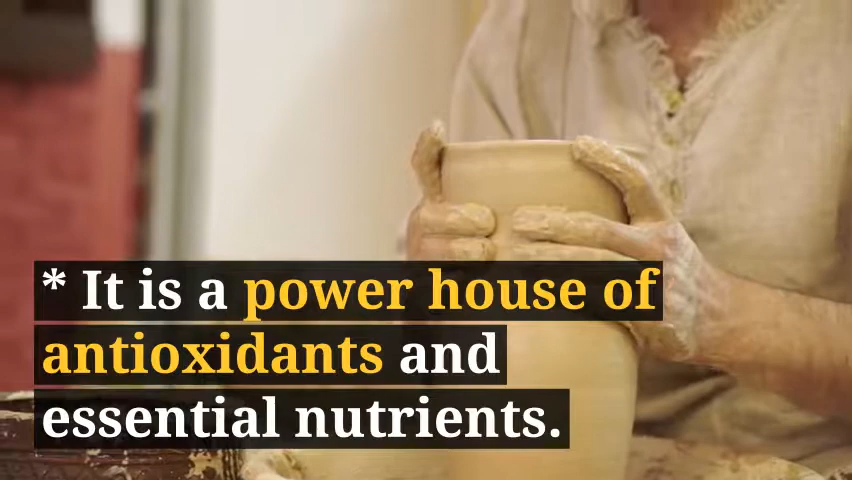 * It is a power house of
antioxidants and
essential nutrients.